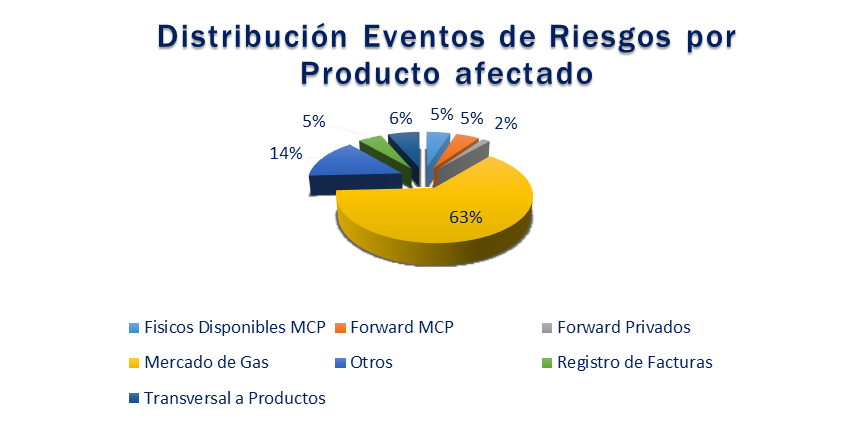 Distribución Eventos de Riesgos por
Producto afectado
5%
6%
5%
5%
2%
14%
63%
Fisicos Disponibles MCP
Forward MCP
Forward Privados
Mercado de Gas
Otros
Registro de Facturas
Transversal a Productos